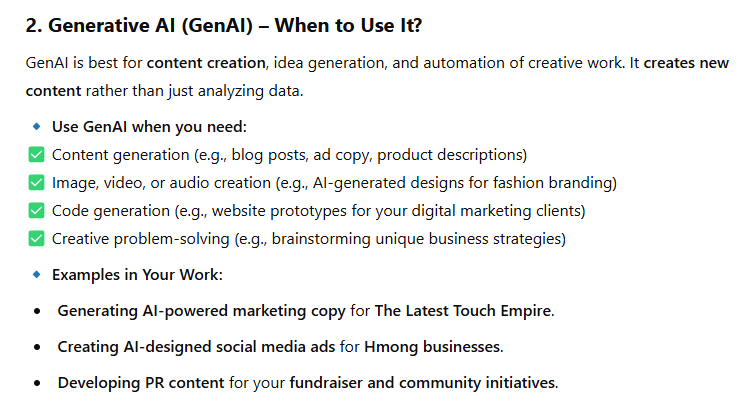 2. Generative AI (GenAI) – When to Use It?
GenAI is best for content creation, idea generation, and automation of creative work. It creates new
content rather than just analyzing data.
🔹 Use GenAI when you need:
✅ Content generation (e.g., blog posts, ad copy, product descriptions)
✅ Image, video, or audio creation (e.g., AI-generated designs for fashion branding)
✅ Code generation (e.g., website prototypes for your digital marketing clients)
✅ Creative problem-solving (e.g., brainstorming unique business strategies)
🔹 Examples in Your Work:
• Generating AI-powered marketing copy for The Latest Touch Empire.
• Creating AI-designed social media ads for Hmong businesses.
• Developing PR content for your fundraiser and community initiatives.